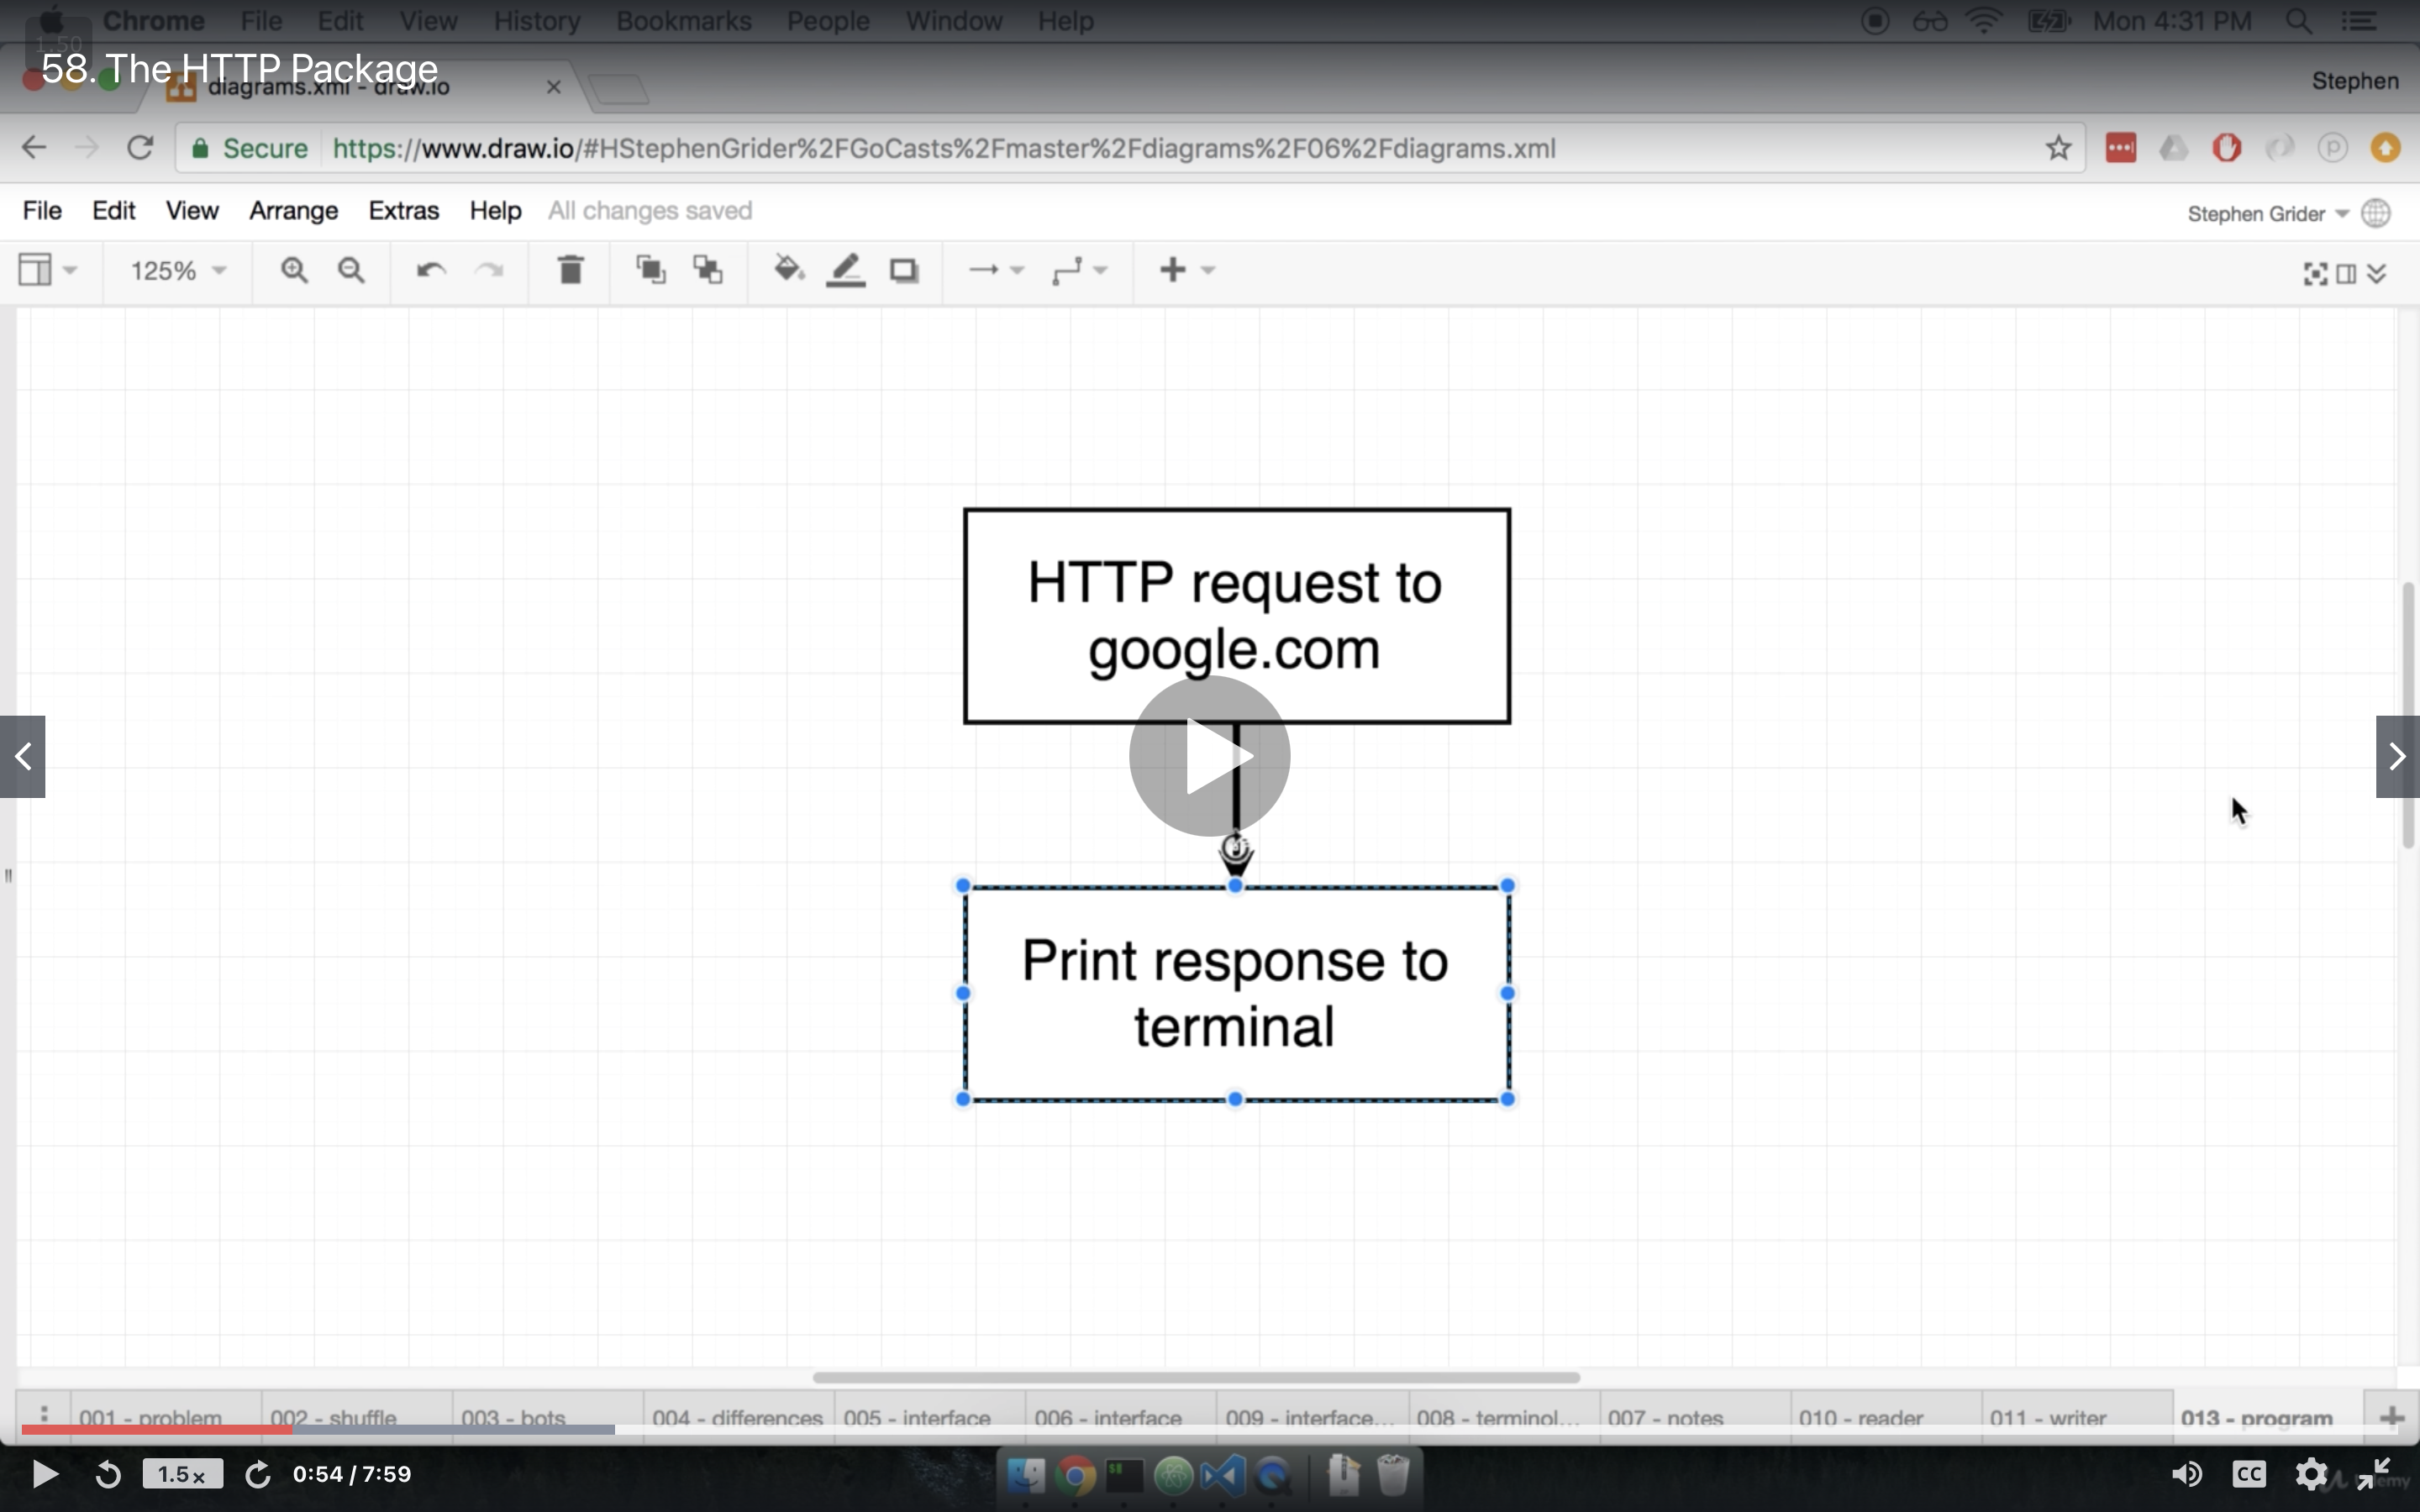 Chrome File Edit View History Bookmarks People Window Help Mon 4:31 PM
1.50
58. The HTTP Package
diagrams.xml - draw.io
Stephen
Secure https://www.draw.io/#HStephenGrider%2FGoCasts%2Fmaster%2Fdiagrams%2F06%2Fdiagrams.xml
File Edit View Arrange Extras Help All changes saved Stephen Grider
125%
HTTP request to
google.com
Print response to
terminal
001 - problem 002 - shuffle 003 - bots 004 - differences 005 - interface 006 - interface 009 - interface... 008 - terminol... 007 - notes 010 - reader 011 - writer 013 - program
1.5x 0:54 / 7:59 CC